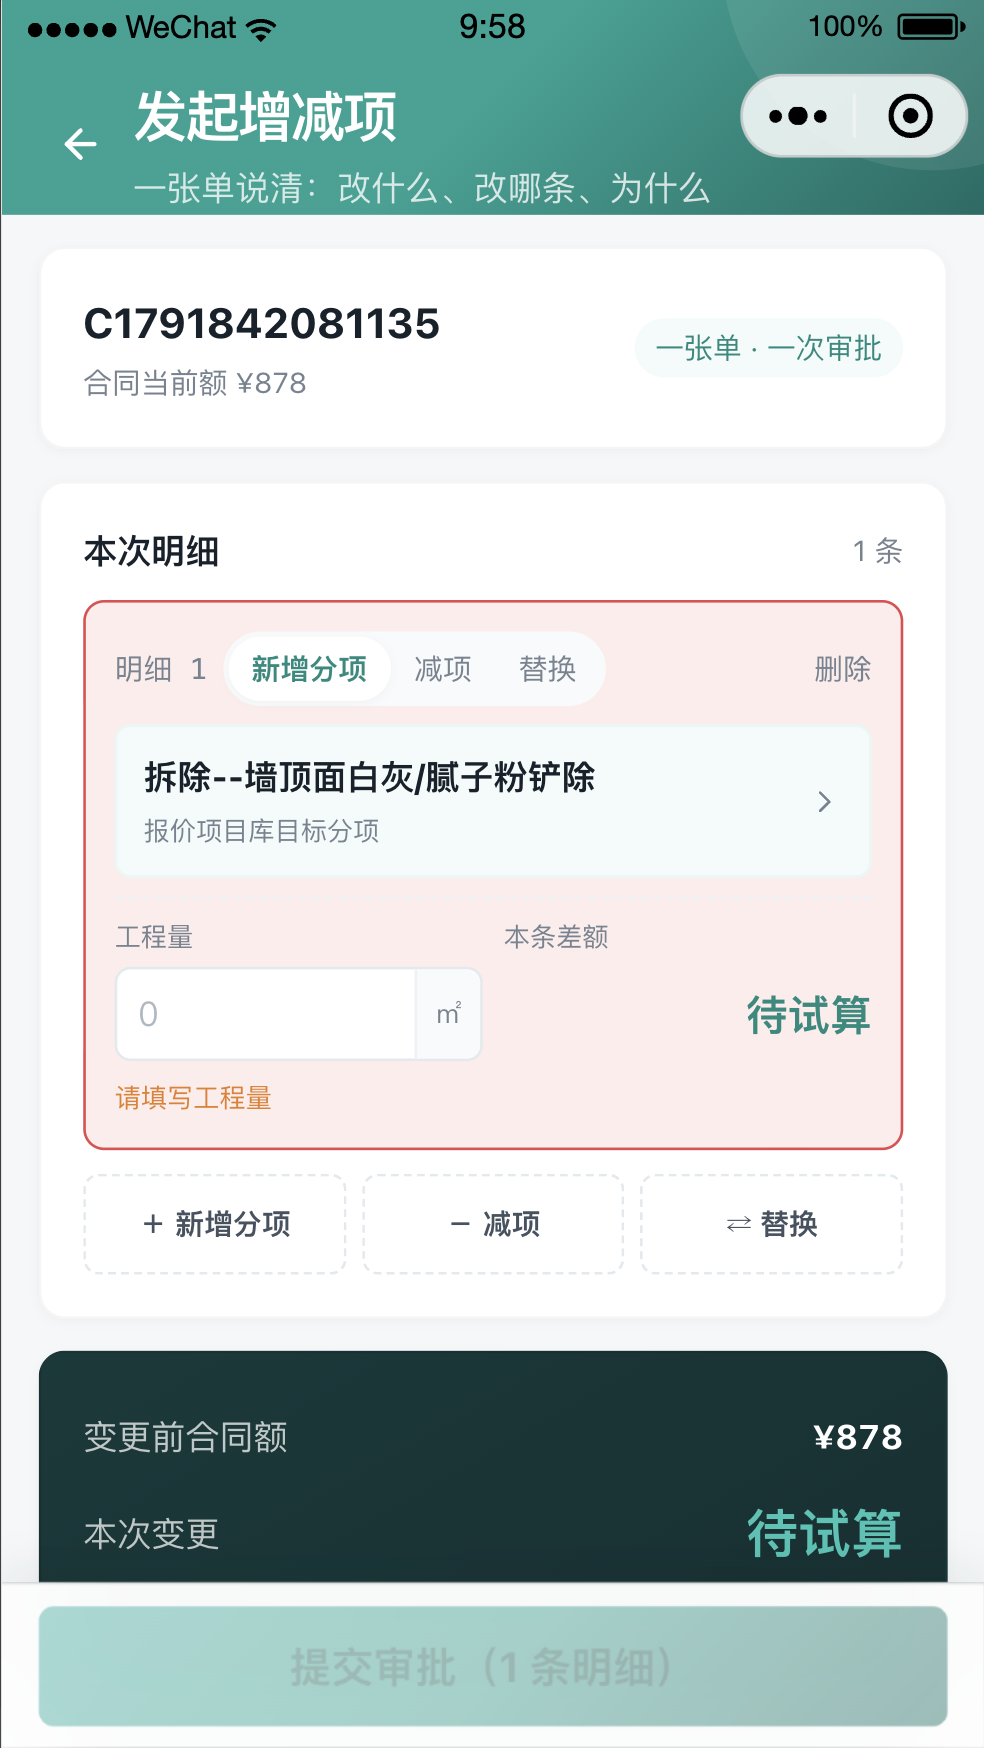 WeChat 9:58 100%
发起增减项
一张单说清：改什么、改哪条、为什么
C1791842081135
一张单 · 一次审批
合同当前额 ¥878
本次明细 1 条
明细 1 新增分项 减项 替换 删除
拆除--墙顶面白灰/腻子粉铲除
报价项目库目标分项
工程量 本条差额
0 ㎡ 待试算
请填写工程量
+ 新增分项 − 减项 ⇄ 替换
变更前合同额 ¥878
本次变更 待试算
提交审批（1 条明细）